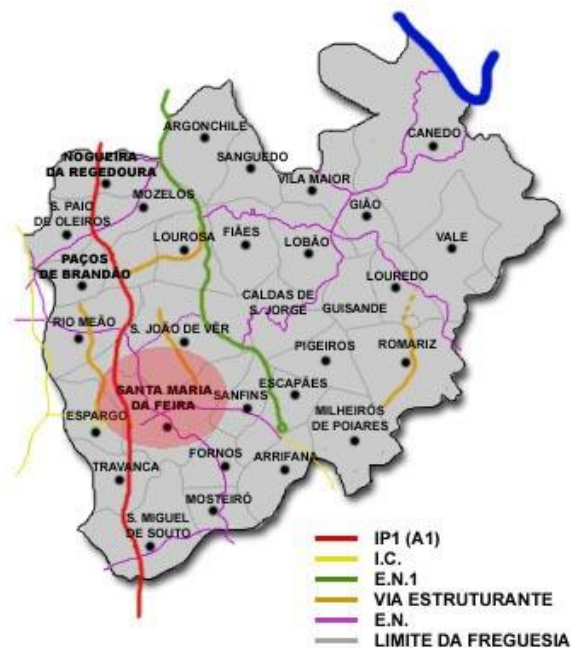 ARGONCHILE
CANEDO
NOGUEIRA
DA REGEDOURA
SANGUEDO
VILA MAIOR
MOZELOS
S. PAIO
DE OLEIROS
GIÃO
FIÃES
LOUROSA
LOBÃO
VALE
PAÇOS
DE BRANDÃO
LOUREDO
CALDAS DE
S. JORGE
GUISANDE
RIO MEÃO
S. JOÃO DE VÊR
ROMARIZ
PIGEIROS
SANTA MARIA
DA FEIRA
ESCAPÃES
SANFINS
ESPARGO
MILHEIRÓS
DE POIARES
FORNOS
ARRIFANA
TRAVANCA
MOSTEIRÓ
S. MIGUEL
DE SOUTO
IP1 (A1)
I.C.
E.N.1
VIA ESTRUTURANTE
E.N.
LIMITE DA FREGUESIA